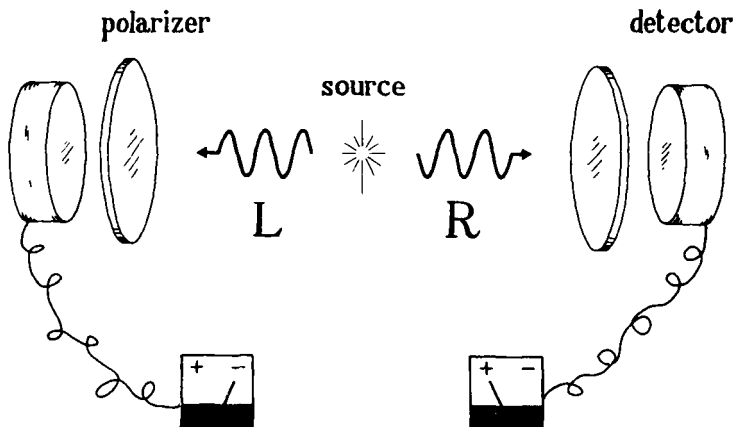 polarizer
detector
source
L
R
+ -
+ -